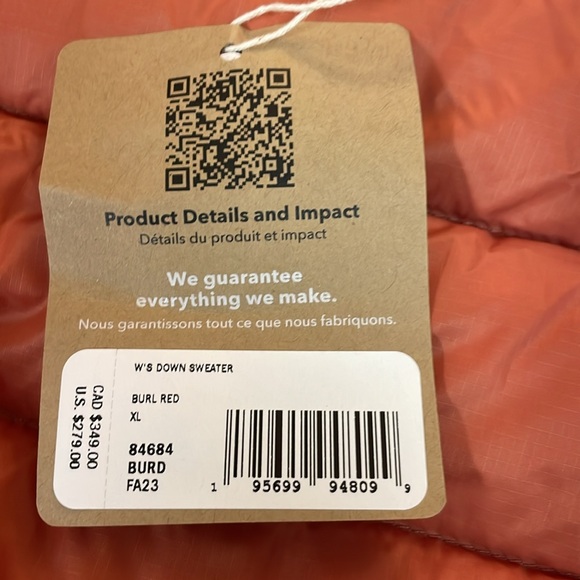 Product Details and Impact
Détails du produit et impact
We guarantee
everything we make.
Nous garantissons tout ce que nous fabriquons.
W'S DOWN SWEATER
BURL RED
XL
84684
BURD
FA23
1 95699 94809 9
CAD $349.00
U.S. $279.00